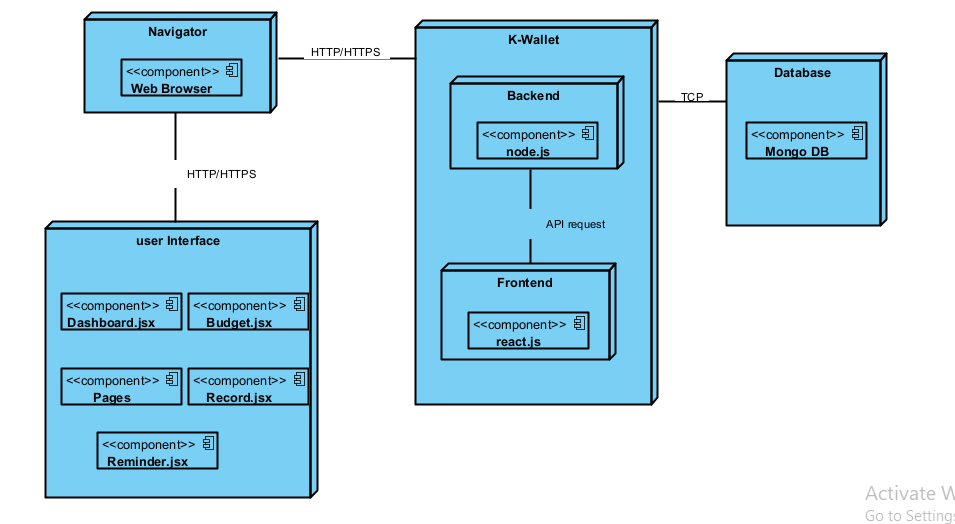 Navigator
<<component>>
Web Browser
HTTP/HTTPS
K-Wallet
Backend
<<component>>
node.js
API request
Frontend
<<component>>
react.js
TCP
Database
<<component>>
Mongo DB
HTTP/HTTPS
user Interface
<<component>>
Dashboard.jsx
<<component>>
Budget.jsx
<<component>>
Pages
<<component>>
Record.jsx
<<component>>
Reminder.jsx
Activate W
Go to Settings